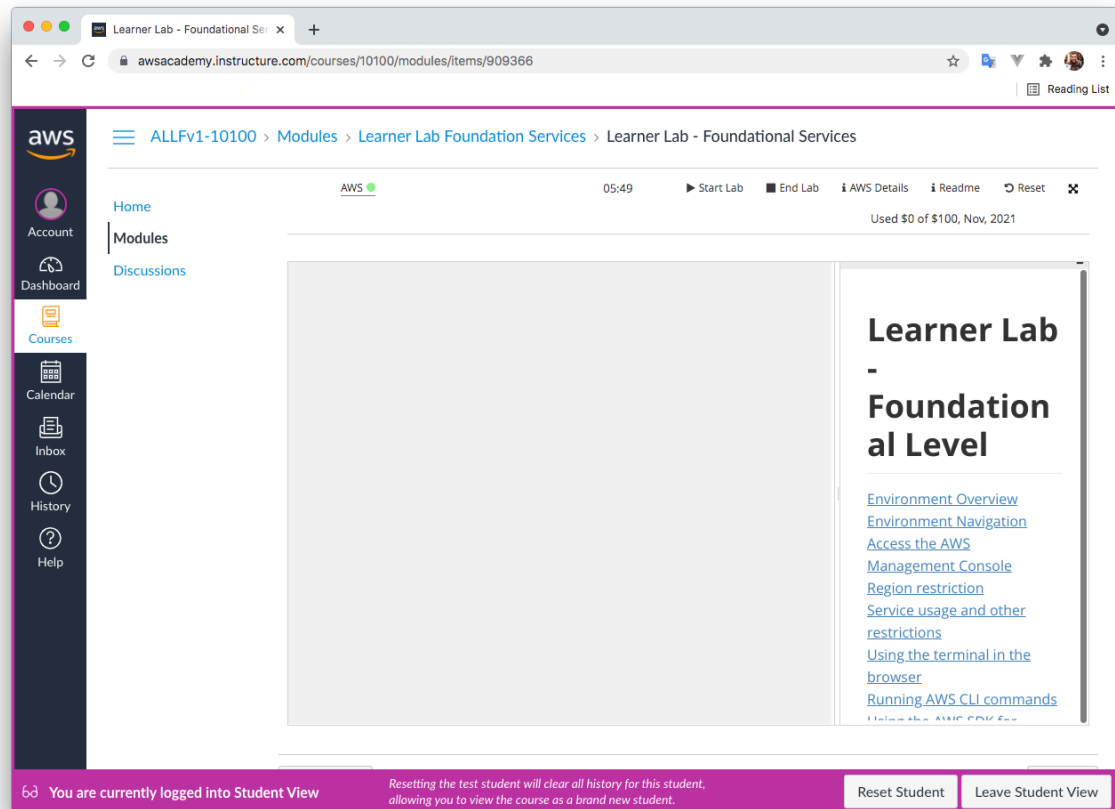 Learner Lab - Foundational Ser
awsacademy.instructure.com/courses/10100/modules/items/909366
Reading List
aws
ALLFv1-10100 > Modules > Learner Lab Foundation Services > Learner Lab - Foundational Services
Account
Dashboard
Courses
Calendar
Inbox
History
Help
Home
Modules
Discussions
AWS
05:49
Start Lab
End Lab
AWS Details
Readme
Reset
Used $0 of $100, Nov, 2021
Learner Lab
-
Foundation
al Level
Environment Overview
Environment Navigation
Access the AWS
Management Console
Region restriction
Service usage and other
restrictions
Using the terminal in the
browser
Running AWS CLI commands
Using the AWS SDK for
You are currently logged into Student View
Resetting the test student will clear all history for this student,
allowing you to view the course as a brand new student.
Reset Student
Leave Student View